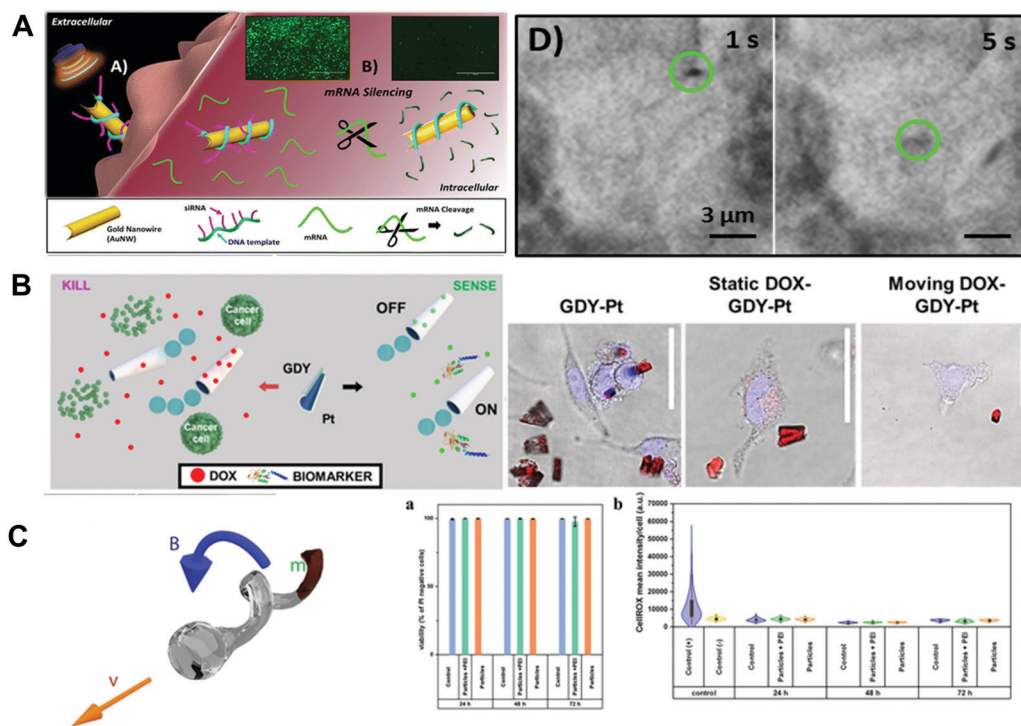 A
Extracellular
A)
B)
mRNA Silencing
Intracellular
siRNA
Gold Nanowire
(AuNW)
DNA template
mRNA
mRNA Cleavage
D)
1 s
5 s
3 µm
B
KILL
SENSE
Cancer
cell
OFF
GDY
Pt
ON
Cancer
cell
DOX
BIOMARKER
GDY-Pt
Static DOX-
GDY-Pt
Moving DOX-
GDY-Pt
C
B
m
v
a
viability (% of PI negative cells)
100
50
0
Control
Particles +PEI
Particles
Control
Particles +PEI
Particles
Control
Particles +PEI
Particles
24 h
48 h
72 h
b
CellROX mean intensity/cell (a.u.)
70000
60000
50000
40000
30000
20000
10000
0
Control (+)
Control (-)
Control
Particles + PEI
Particles
Control
Particles + PEI
Particles
Control
Particles + PEI
Particles
control
24 h
48 h
72 h